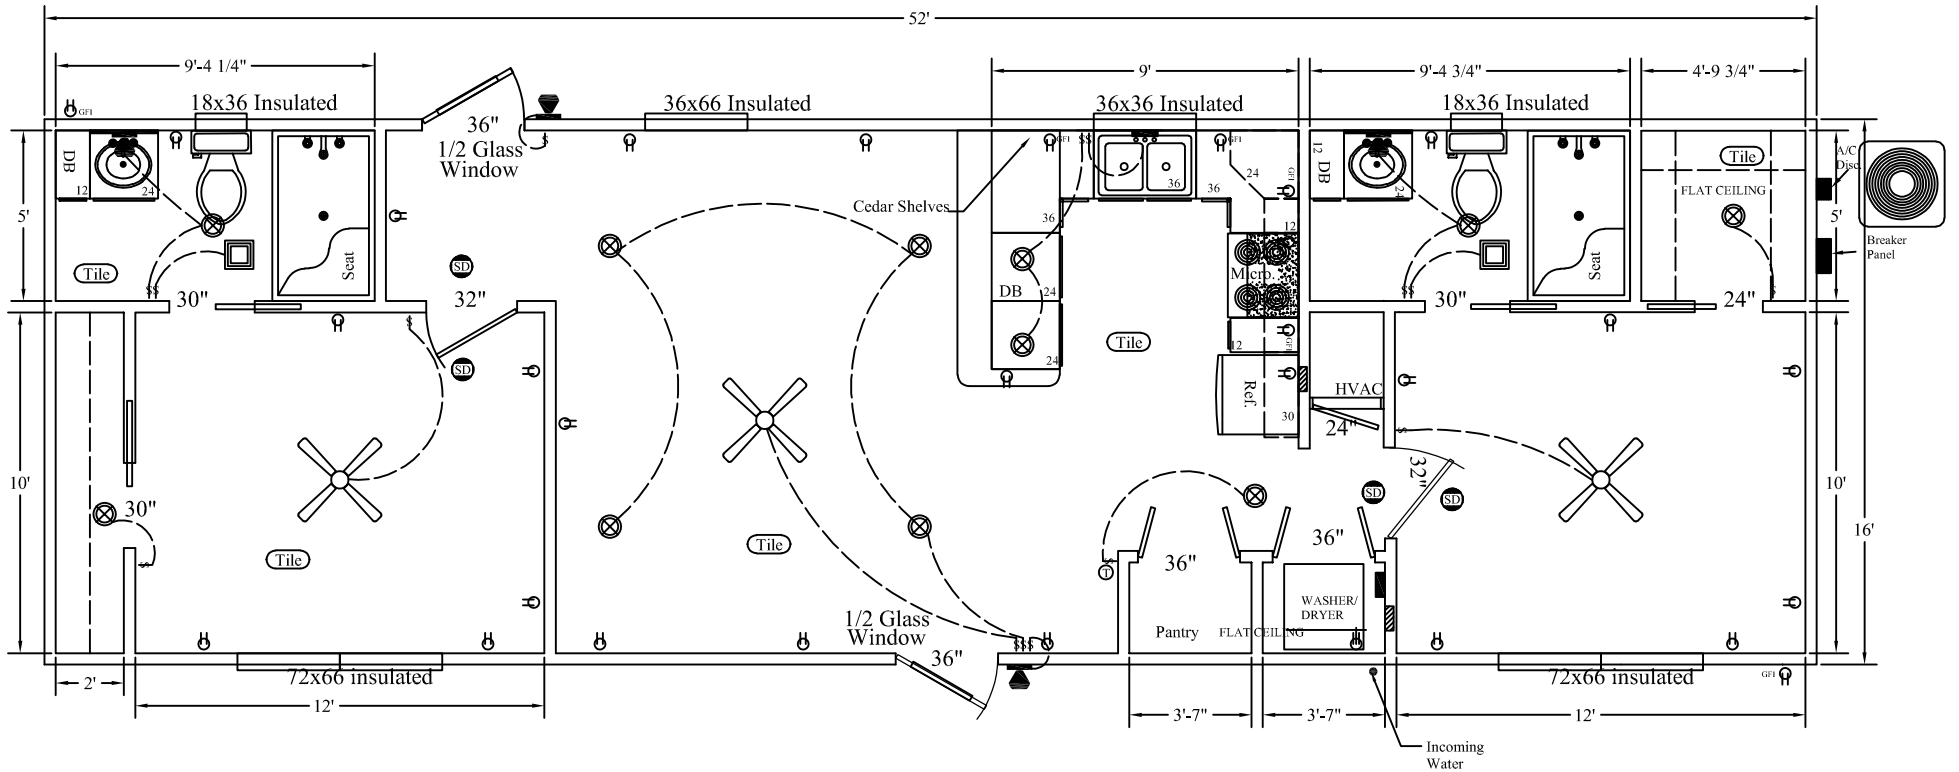 52'
9'-4 1/4"
9'
9'-4 3/4"
4'-9 3/4"
GFI
18x36 Insulated
36"
1/2 Glass
Window
$
36x66 Insulated
36x36 Insulated
18x36 Insulated
DB
12
24
GFI
$$
36
GFI
36
24
GFI
12
DB
24
Tile
FLAT CEILING
A/C
Disc.
5'
Seat
Tile
$$
30"
SD
32"
Cedar Shelves
36
DB
24
24
12
Micro.
12
GFI
Tile
Seat
$$
30"
24"
$
5'
Breaker
Panel
$
SD
Ref.
30
HVAC
24"
$
32"
SD
SD
10'
30"
$
Tile
Tile
$
T
36"
36"
10'
16'
1/2 Glass
Window
36"
$$$
Pantry
FLAT CEILING
WASHER/
DRYER
72x66 insulated
72x66 insulated
GFI
2'
12'
3'-7"
3'-7"
12'
Incoming
Water